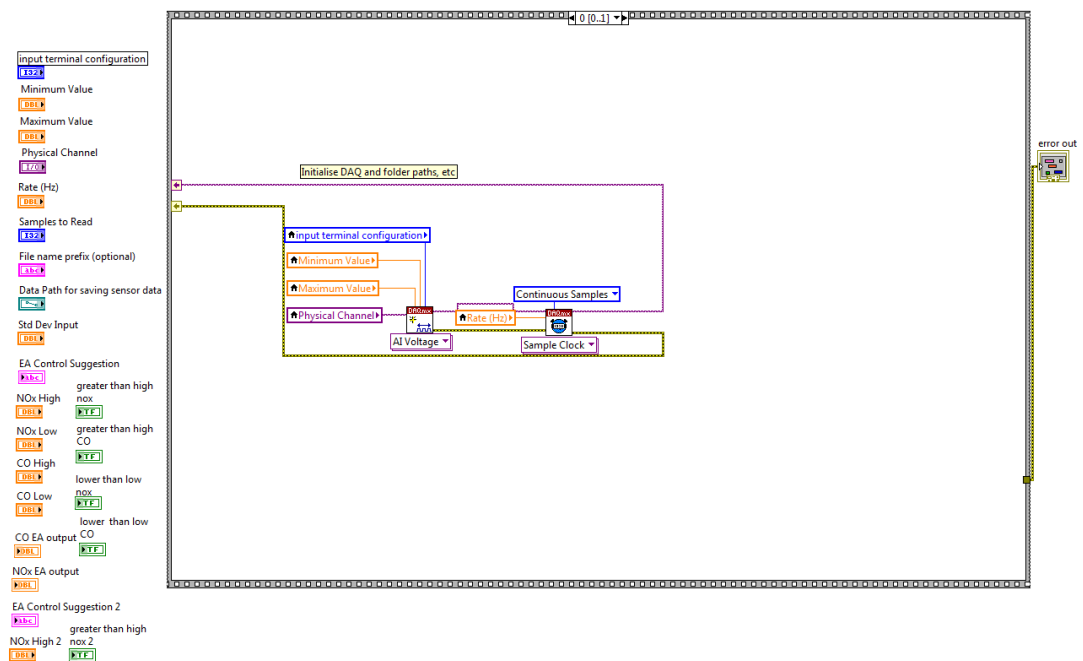 0 [0..1]
input terminal configuration
I32
Minimum Value
DBL
Maximum Value
DBL
Physical Channel
I/O
Rate (Hz)
DBL
Samples to Read
I32
File name prefix (optional)
abc
Data Path for saving sensor data
Std Dev Input
DBL
EA Control Suggestion
abc
NOx High
DBL
greater than high
nox
TF
NOx Low
DBL
greater than high
CO
TF
CO High
DBL
CO Low
DBL
lower than low
nox
TF
CO EA output
DBL
lower than low
CO
TF
NOx EA output
DBL
EA Control Suggestion 2
abc
NOx High 2
DBL
greater than high
nox 2
TF
Initialise DAQ and folder paths, etc
input terminal configuration
Minimum Value
Maximum Value
Physical Channel
DAQmx
AI Voltage
Rate (Hz)
Continuous Samples
DAQmx
Sample Clock
error out